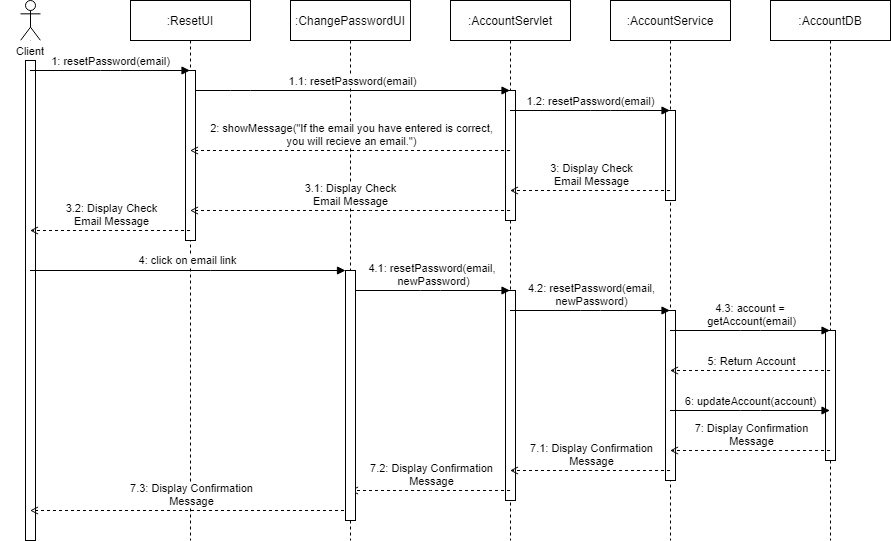 :ResetUI
:ChangePasswordUI
:AccountServlet
:AccountService
:AccountDB
Client
1: resetPassword(email)
1.1: resetPassword(email)
1.2: resetPassword(email)
2: showMessage("If the email you have entered is correct,
you will recieve an email.")
3: Display Check
Email Message
3.1: Display Check
Email Message
3.2: Display Check
Email Message
4: click on email link
4.1: resetPassword(email,
newPassword)
4.2: resetPassword(email,
newPassword)
4.3: account =
getAccount(email)
5: Return Account
6: updateAccount(account)
7: Display Confirmation
Message
7.1: Display Confirmation
Message
7.2: Display Confirmation
Message
7.3: Display Confirmation
Message